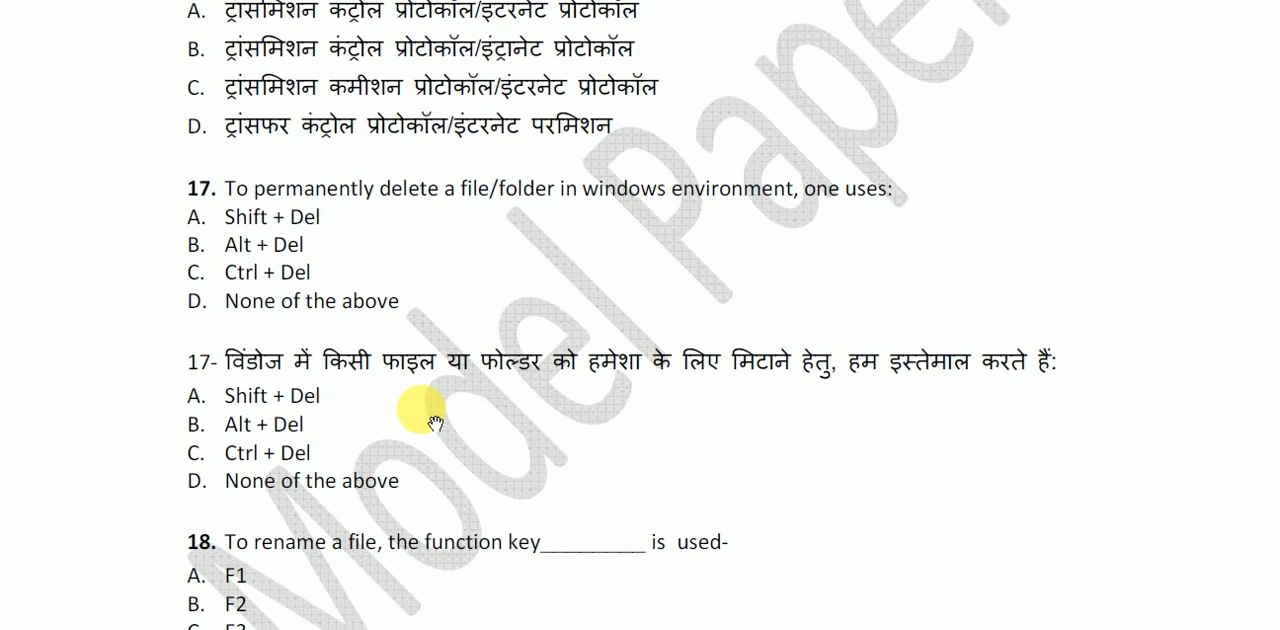 A. ट्रांसमिशन कंट्रोल प्रोटोकॉल/इंटरनेट प्रोटोकॉल
B. ट्रांसमिशन कंट्रोल प्रोटोकॉल/इंट्रानेट प्रोटोकॉल
C. ट्रांसमिशन कमीशन प्रोटोकॉल/इंटरनेट प्रोटोकॉल
D. ट्रांसफर कंट्रोल प्रोटोकॉल/इंटरनेट परमिशन
17. To permanently delete a file/folder in windows environment, one uses:
A. Shift + Del
B. Alt + Del
C. Ctrl + Del
D. None of the above
17- विंडोज में किसी फाइल या फोल्डर को हमेशा के लिए मिटाने हेतु, हम इस्तेमाल करते हैं:
A. Shift + Del
B. Alt + Del
C. Ctrl + Del
D. None of the above
18. To rename a file, the function key_________ is used-
A. F1
B. F2
Model Paper